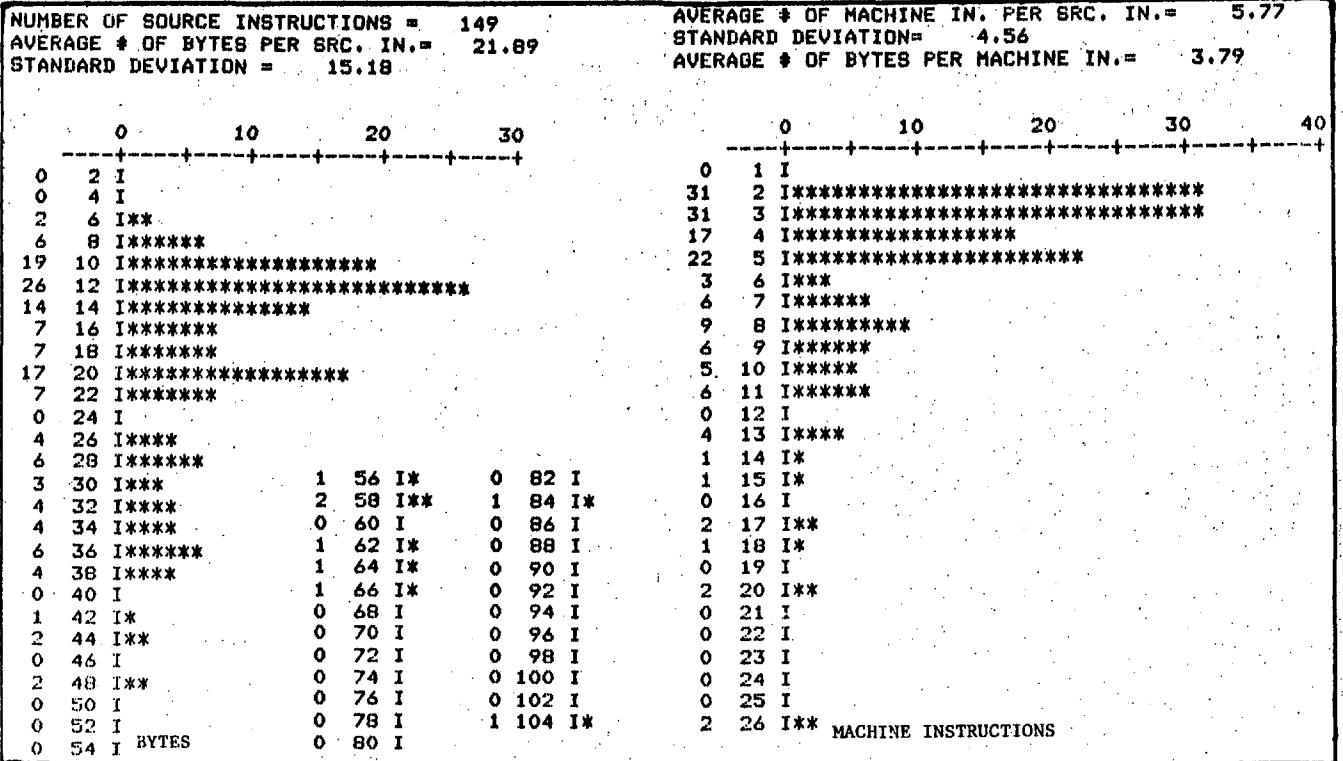 NUMBER OF SOURCE INSTRUCTIONS = 149
AVERAGE # OF BYTES PER SRC. IN.= 21.89
STANDARD DEVIATION = 15.18
0 10 20 30
-----+----+----+----+----+----+-----+
0 2 I
0 4 I
2 6 I**
6 8 I******
19 10 I*******************
26 12 I**************************
14 14 I**************
7 16 I*******
7 18 I*******
17 20 I*****************
7 22 I*******
0 24 I
4 26 I****
6 28 I******
3 30 I***
4 32 I****
4 34 I****
6 36 I******
4 38 I****
0 40 I
1 42 I*
2 44 I**
0 46 I
2 48 I**
0 50 I
0 52 I
0 54 I
BYTES
1 56 I*
2 58 I**
0 60 I
1 62 I*
1 64 I*
1 66 I*
0 68 I
0 70 I
0 72 I
0 74 I
0 76 I
0 78 I
0 80 I
0 82 I
1 84 I*
0 86 I
0 88 I
0 90 I
0 92 I
0 94 I
0 96 I
0 98 I
0 100 I
0 102 I
1 104 I*
AVERAGE # OF MACHINE IN. PER SRC. IN.= 5.77
STANDARD DEVIATION= 4.56
AVERAGE # OF BYTES PER MACHINE IN.= 3.79
0 10 20 30 40
-----+----+----+----+----+----+----+----+----+
0 1 I
31 2 I*******************************
31 3 I*******************************
17 4 I*****************
22 5 I**********************
3 6 I***
6 7 I******
9 8 I*********
6 9 I******
5 10 I*****
6 11 I******
0 12 I
4 13 I****
1 14 I*
1 15 I*
0 16 I
2 17 I**
1 18 I*
0 19 I
2 20 I**
0 21 I
0 22 I
0 23 I
0 24 I
0 25 I
2 26 I**
MACHINE INSTRUCTIONS